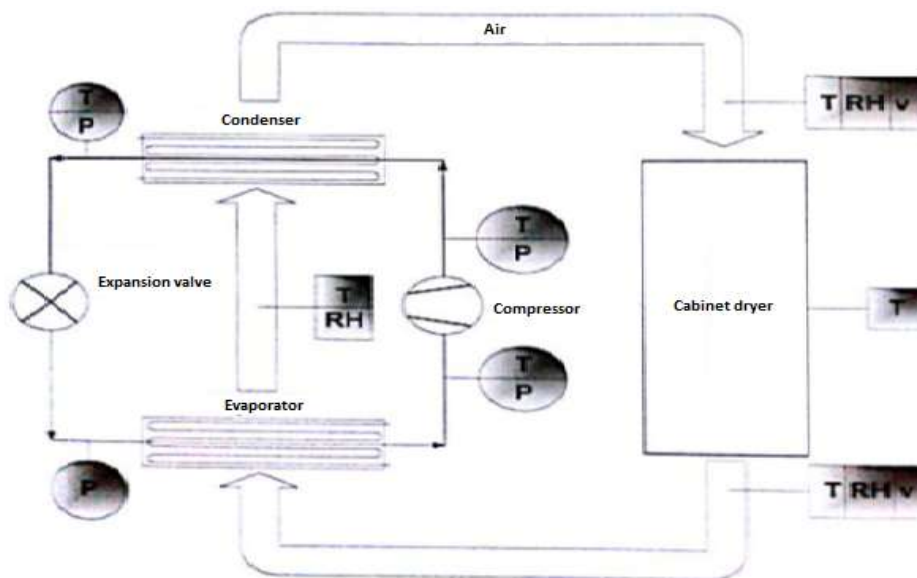 Air
T
P
Condenser
T RH v
T
P
Expansion valve
T
RH
Compressor
Cabinet dryer
T
T
P
Evaporator
P
T RH v